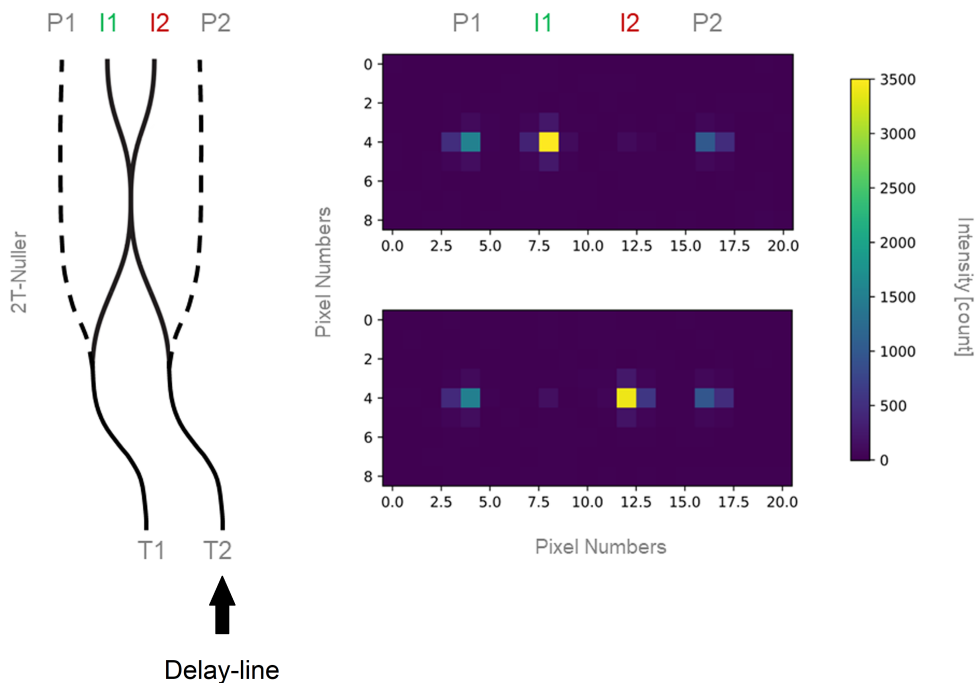 P1 I1 I2 P2
P1 I1 I2 P2
2T-Nuller
T1 T2
Delay-line
Pixel Numbers
0
2
4
6
8
0.0 2.5 5.0 7.5 10.0 12.5 15.0 17.5 20.0
0
2
4
6
8
0.0 2.5 5.0 7.5 10.0 12.5 15.0 17.5 20.0
Pixel Numbers
3500
3000
2500
2000
1500
1000
500
0
Intensity [count]